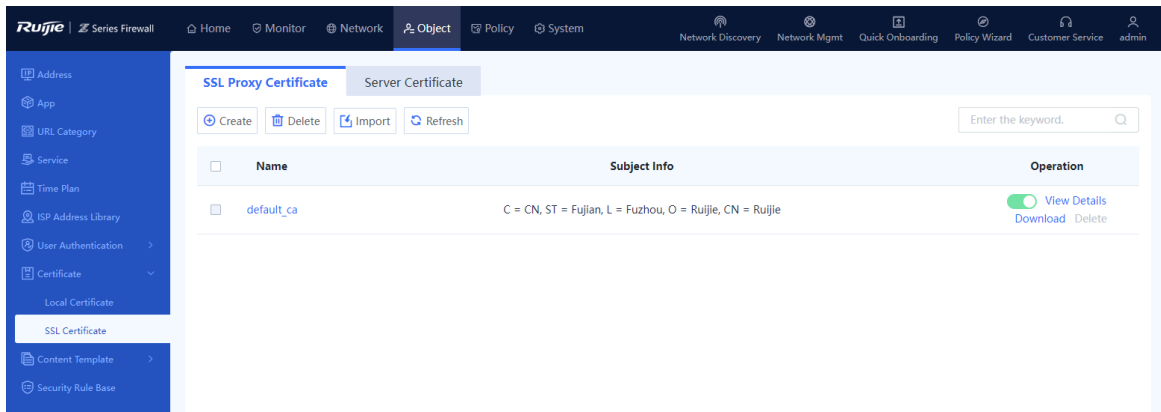 Ruijie | Z Series Firewall
Home Monitor Network Object Policy System
Network Discovery Network Mgmt Quick Onboarding Policy Wizard Customer Service admin
Address
App
URL Category
Service
Time Plan
ISP Address Library
User Authentication
Certificate
Local Certificate
SSL Certificate
Content Template
Security Rule Base
SSL Proxy Certificate Server Certificate
Create Delete Import Refresh Enter the keyword.
Name Subject Info Operation
default_ca C = CN, ST = Fujian, L = Fuzhou, O = Ruijie, CN = Ruijie View Details
Download Delete